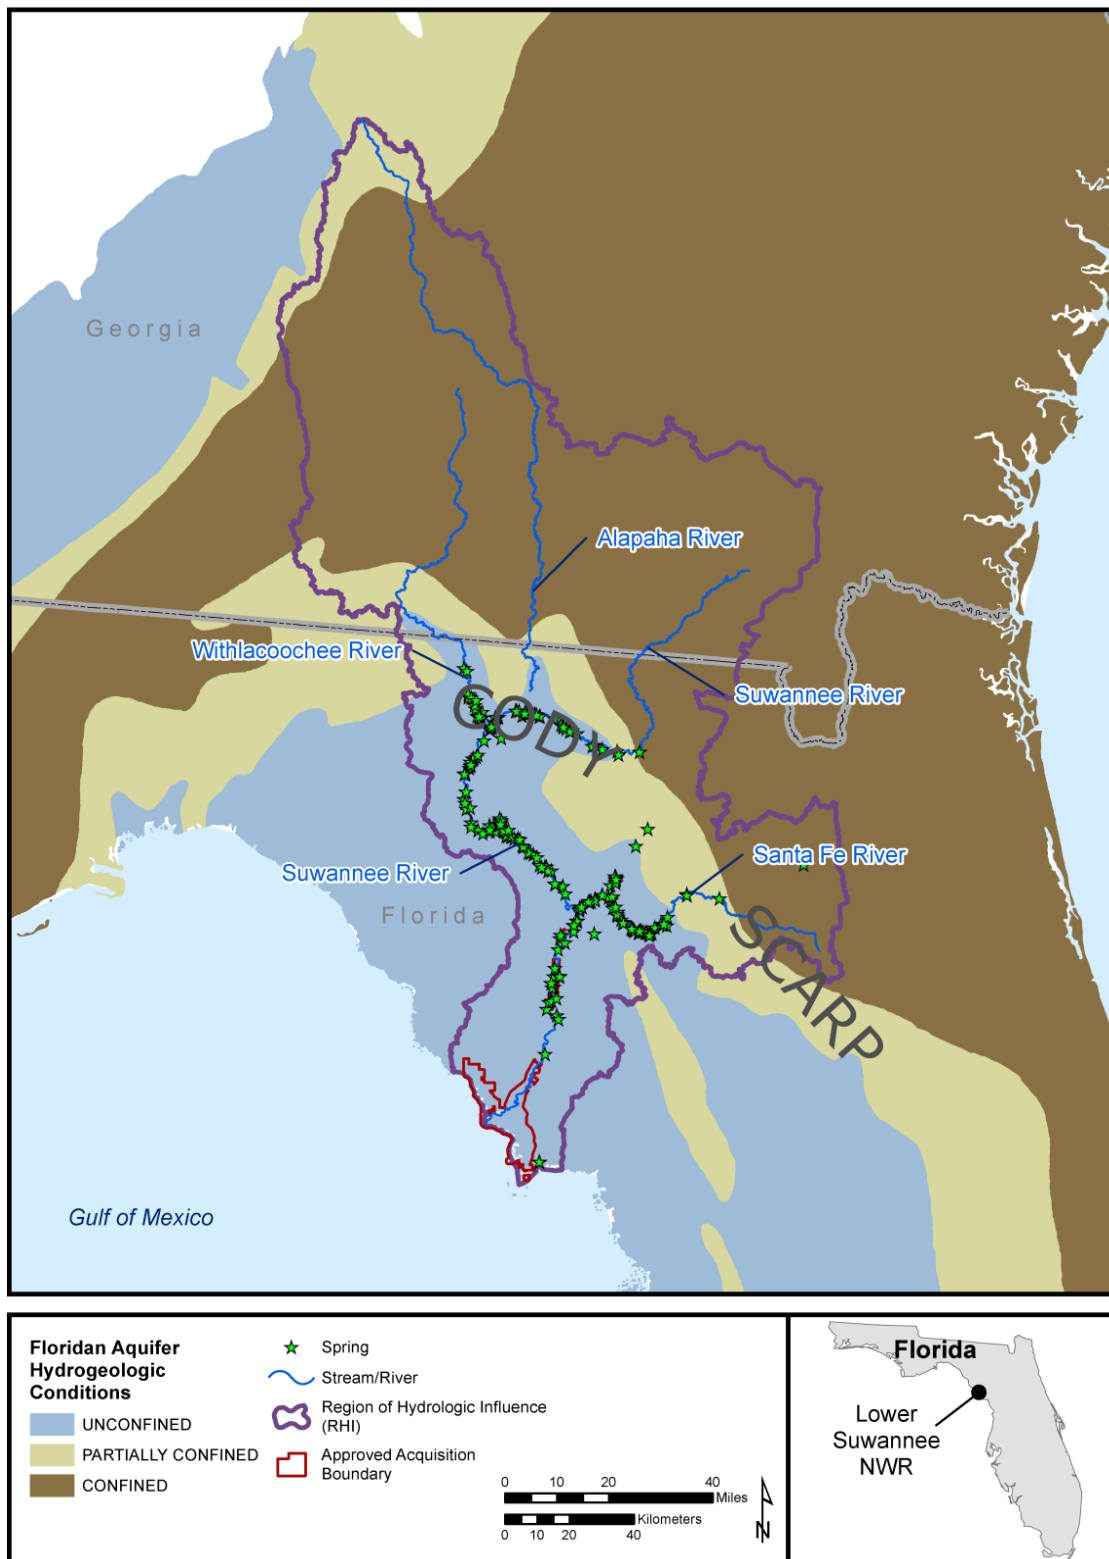 Georgia
Alapaha River
Withlacoochee River
Suwannee River
CODY
Suwannee River
Santa Fe River
Florida
SCARP
Gulf of Mexico
Floridan Aquifer
Hydrogeologic
Conditions
UNCONFINED
PARTIALLY CONFINED
CONFINED
Spring
Stream/River
Region of Hydrologic Influence
(RHI)
Approved Acquisition
Boundary
0 10 20 40
Miles
Kilometers
0 10 20 40
N
Florida
Lower
Suwannee
NWR